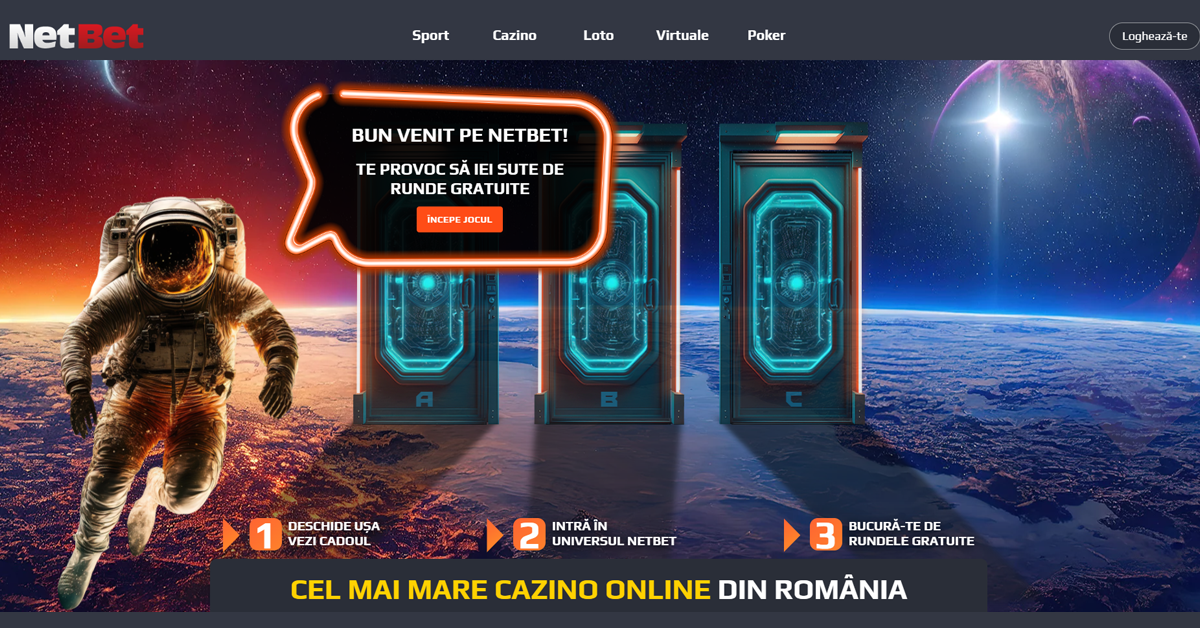 NetBet
Sport
Cazino
Loto
Virtuale
Poker
Loghează-te
BUN VENIT PE NETBET!
TE PROVOC SĂ IEI SUTE DE
RUNDE GRATUITE
ÎNCEPE JOCUL
A
B
C
1
DESCHIDE UȘA
VEZI CADOUL
2
INTRĂ ÎN
UNIVERSUL NETBET
3
BUCURĂ-TE DE
RUNDELE GRATUITE
CEL MAI MARE CAZINO ONLINE DIN ROMÂNIA